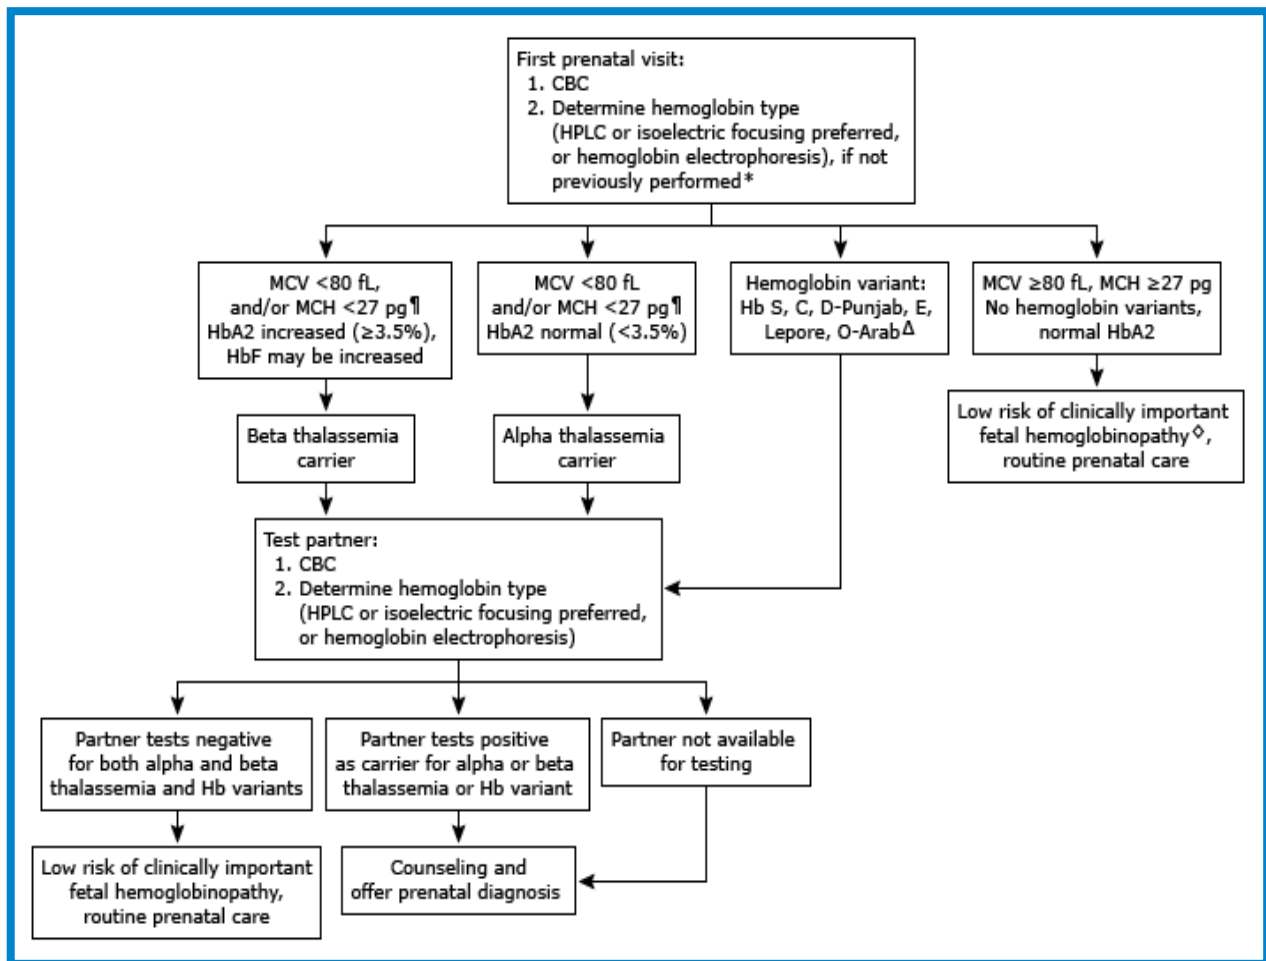 First prenatal visit:
1. CBC
2. Determine hemoglobin type
(HPLC or isoelectric focusing preferred,
or hemoglobin electrophoresis), if not
previously performed*
MCV <80 fL,
and/or MCH <27 pg¶
HbA2 increased (≥3.5%),
HbF may be increased
MCV <80 fL
and/or MCH <27 pg¶
HbA2 normal (<3.5%)
Hemoglobin variant:
Hb S, C, D-Punjab, E,
Lepore, O-ArabΔ
MCV ≥80 fL, MCH ≥27 pg
No hemoglobin variants,
normal HbA2
Beta thalassemia
carrier
Alpha thalassemia
carrier
Low risk of clinically important
fetal hemoglobinopathy◊,
routine prenatal care
Test partner:
1. CBC
2. Determine hemoglobin type
(HPLC or isoelectric focusing preferred,
or hemoglobin electrophoresis)
Partner tests negative
for both alpha and beta
thalassemia and Hb variants
Partner tests positive
as carrier for alpha or beta
thalassemia or Hb variant
Partner not available
for testing
Low risk of clinically important
fetal hemoglobinopathy,
routine prenatal care
Counseling and
offer prenatal diagnosis